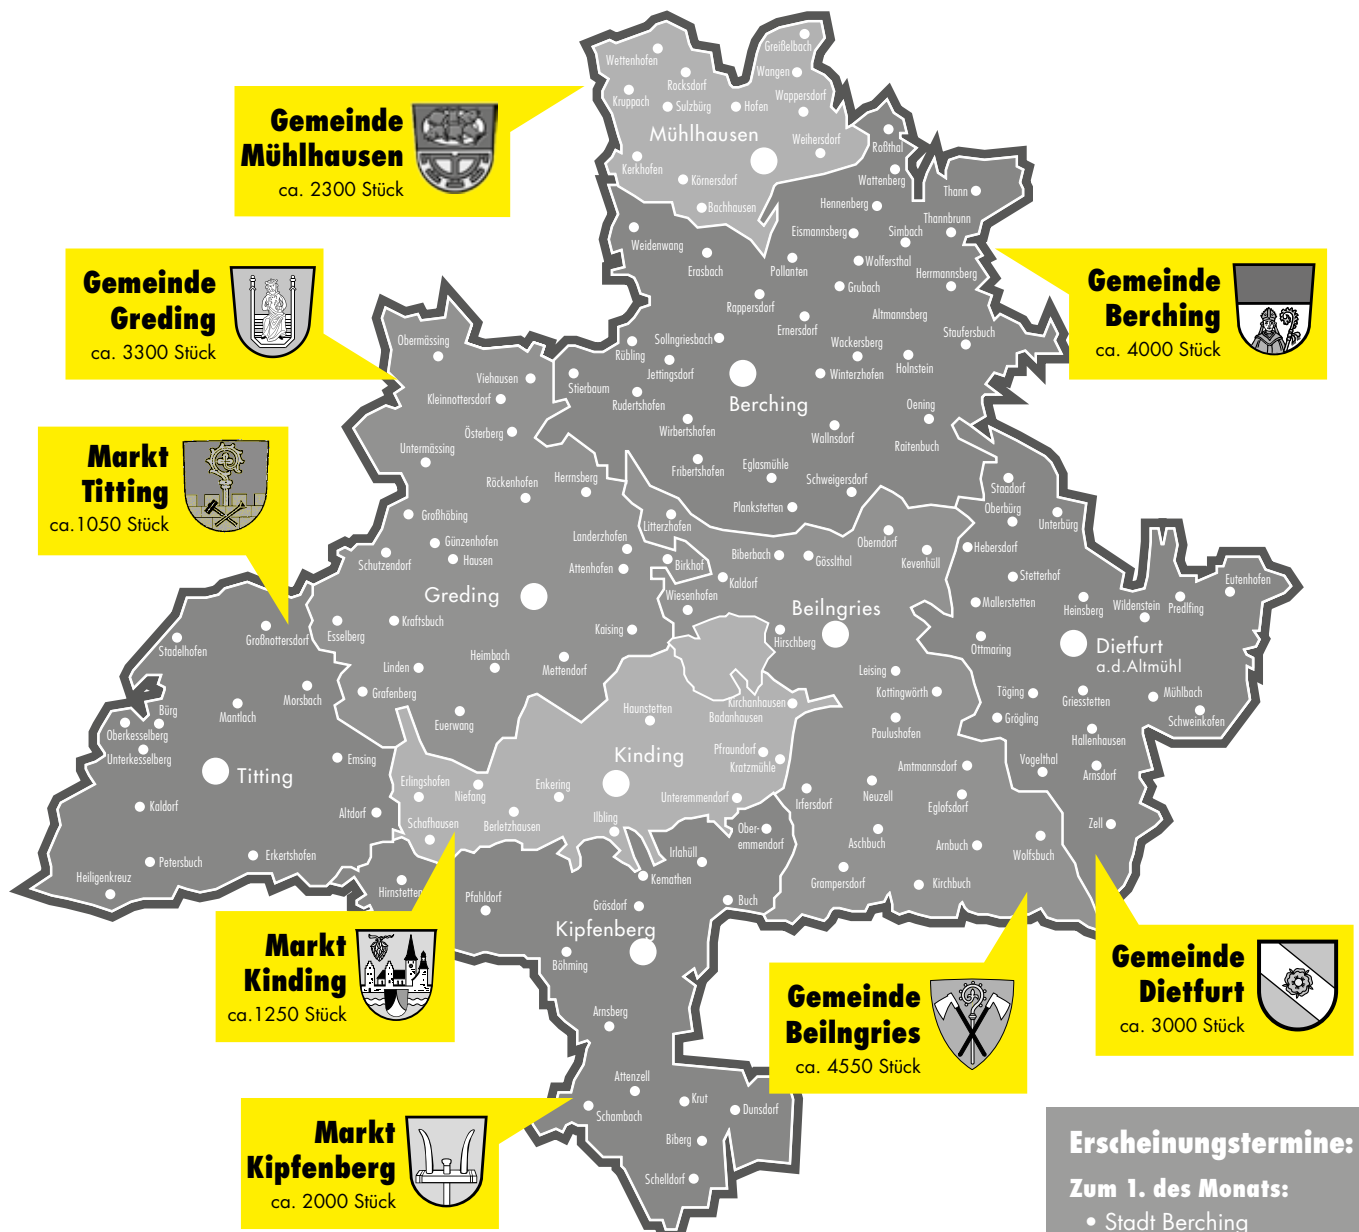 Gemeinde
Mühlhausen
ca. 2300 Stück
Gemeinde
Greding
ca. 3300 Stück
Markt
Titting
ca.1050 Stück
Gemeinde
Berching
ca. 4000 Stück
Markt
Kinding
ca.1250 Stück
Markt
Kipfenberg
ca. 2000 Stück
Gemeinde
Beilngries
ca. 4550 Stück
Gemeinde
Dietfurt
ca. 3000 Stück
Greißelbach
Wettenhofen
Wangen
Rocksdorf
Kruppach
Sulzbürg
Hofen
Wappersdorf
Mühlhausen
Weihersdorf
Kerkhofen
Körnersdorf
Bachhausen
Roßthal
Wattenberg
Thann
Hennenberg
Thannbrunn
Eismannsberg
Simbach
Weidenwang
Erasbach
Pollanten
Wolfersthal
Herrmannsberg
Grubach
Rappersdorf
Altmannsberg
Ernersdorf
Staufersbuch
Sollngriesbach
Wackersberg
Rübling
Jettingsdorf
Holnstein
Winterzhofen
Stierbaum
Rudertshofen
Berching
Oening
Wirbertshofen
Wallnsdorf
Raitenbuch
Fribertshofen
Eglasmühle
Schweigersdorf
Plankstetten
Obermässing
Viehausen
Kleinnottersdorf
Österberg
Untermässing
Röckenhofen
Herrnsberg
Großhöbing
Günzenhofen
Landerzhofen
Hausen
Schutzendorf
Attenhofen
Greding
Esselberg
Kraftsbuch
Kaising
Heimbach
Mettendorf
Linden
Grafenberg
Euerwang
Litterzhofen
Birkhof
Biberbach
Gösslthal
Oberndorf
Kevenhüll
Kaldorf
Wiesenhofen
Beilngries
Hirschberg
Leising
Kottingwörth
Paulushofen
Amtmannsdorf
Irfersdorf
Neuzell
Eglofsdorf
Aschbuch
Arnbuch
Wolfsbuch
Grampersdorf
Kirchbuch
Staadorf
Oberbürg
Unterbürg
Hebersdorf
Stetterhof
Eutenhofen
Mallerstetten
Heinsberg
Wildenstein
Predlfing
Ottmaring
Dietfurt
a.d.Altmühl
Töging
Griesstetten
Mühlbach
Grögling
Schweinkofen
Hallenhausen
Vogelthal
Arnsdorf
Zell
Großnottersdorf
Stadelhofen
Morsbach
Mantlach
Bürg
Oberkesselberg
Unterkesselberg
Titting
Emsing
Kaldorf
Altdorf
Petersbuch
Erkertshofen
Heiligenkreuz
Kirchanhausen
Haunstetten
Badanhausen
Kinding
Pfraundorf
Kratzmühle
Erlingshofen
Niefang
Enkering
Unteremmendorf
Schafhausen
Berletzhausen
Ilbling
Ober-
emmendorf
Irlahüll
Kemathen
Hirnstetten
Pfahldorf
Buch
Grösdorf
Kipfenberg
Böhming
Arnsberg
Attenzell
Krut
Schambach
Dunsdorf
Biberg
Schelldorf
Erscheinungstermine:
Zum 1. des Monats:
• Stadt Berching